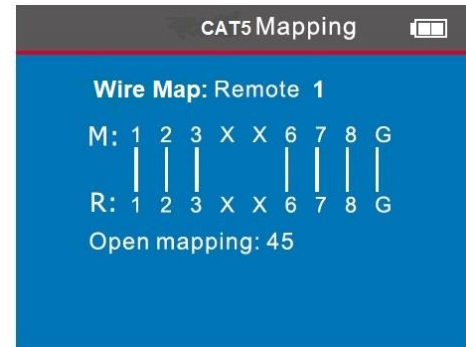 CAT5 Mapping
Wire Map: Remote 1
M: 1 2 3 X X 6 7 8 G
R: 1 2 3 X X 6 7 8 G
Open mapping: 45